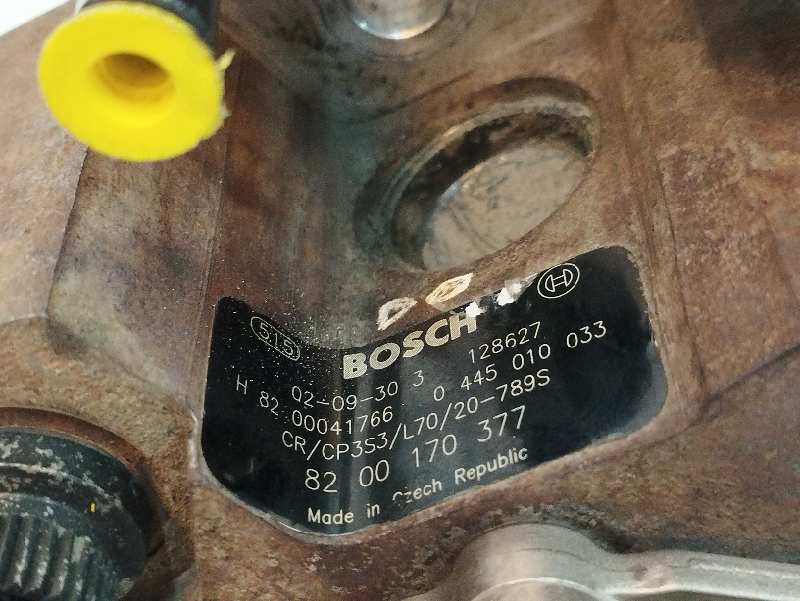 515
BOSCH
02-09-30 3 128627
H 82 00041766 0 445 010 033
CR/CP3S3/L70/20-789S
82 00 170 377
Made in Czech Republic